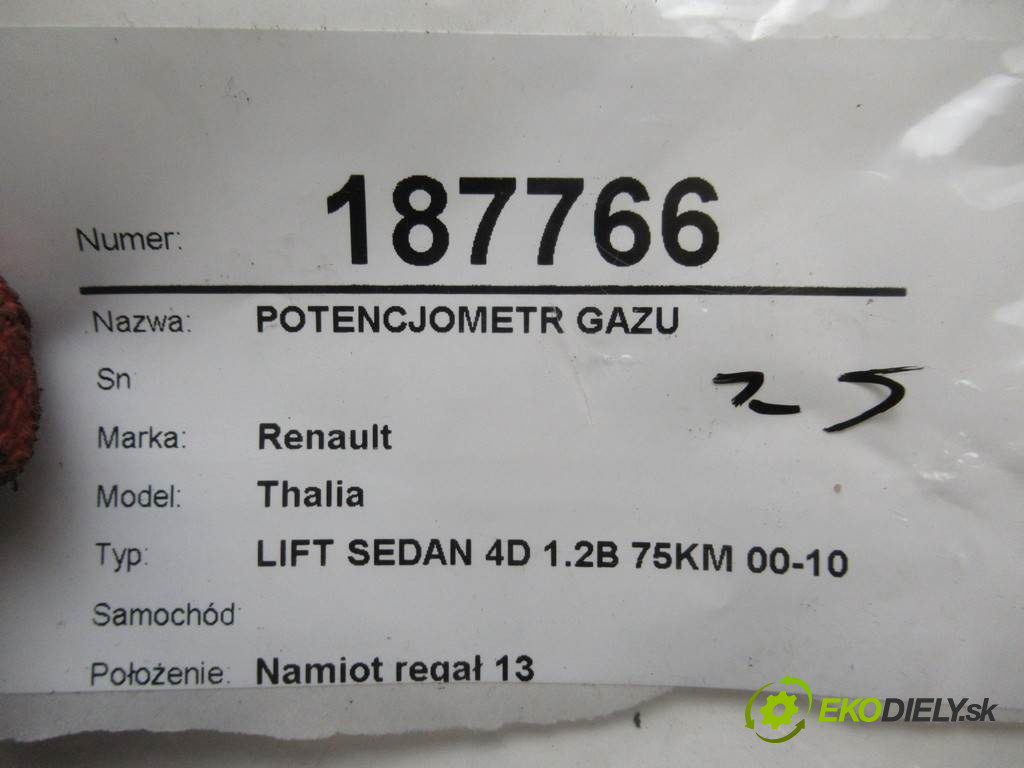 Numer: 187766
Nazwa: POTENCJOMETR GAZU
Sn
25
Marka: Renault
Model: Thalia
Typ: LIFT SEDAN 4D 1.2B 75KM 00-10
Samochód
Położenie: Namiot regał 13
EKODIELY.sk